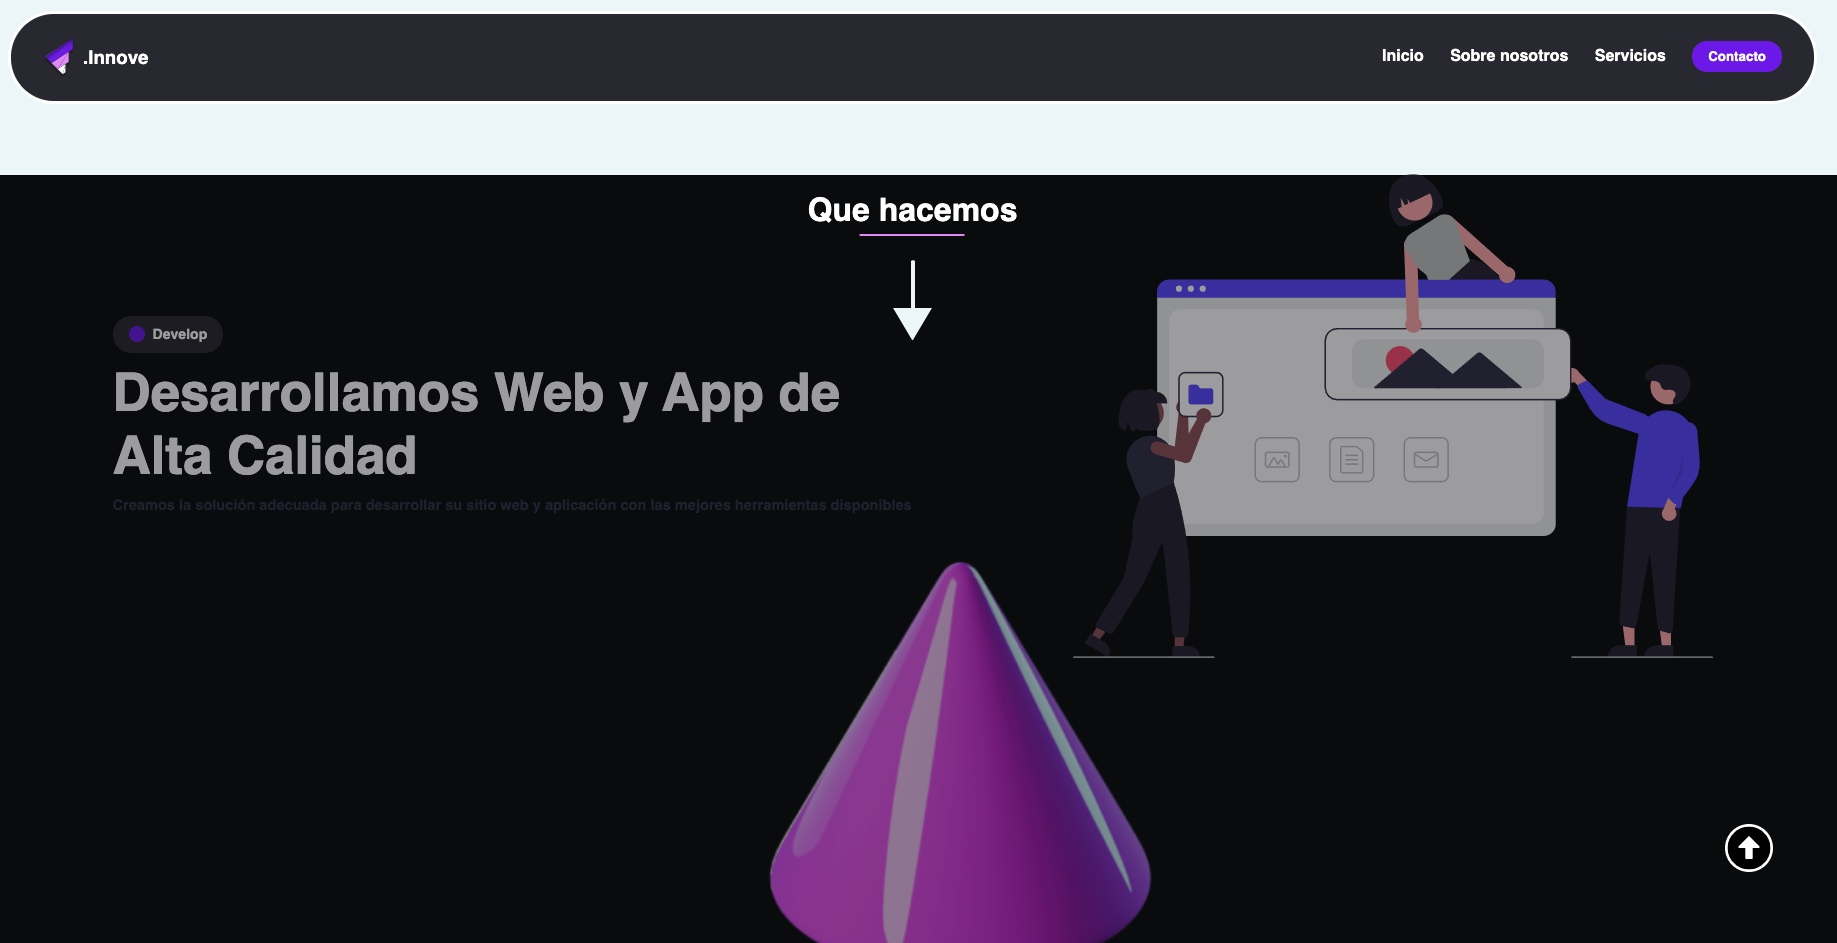 .Innove
Inicio
Sobre nosotros
Servicios
Contacto
Que hacemos
Develop
Desarrollamos Web y App de
Alta Calidad
Creamos la solución adecuada para desarrollar su sitio web y aplicación con las mejores herramientas disponibles